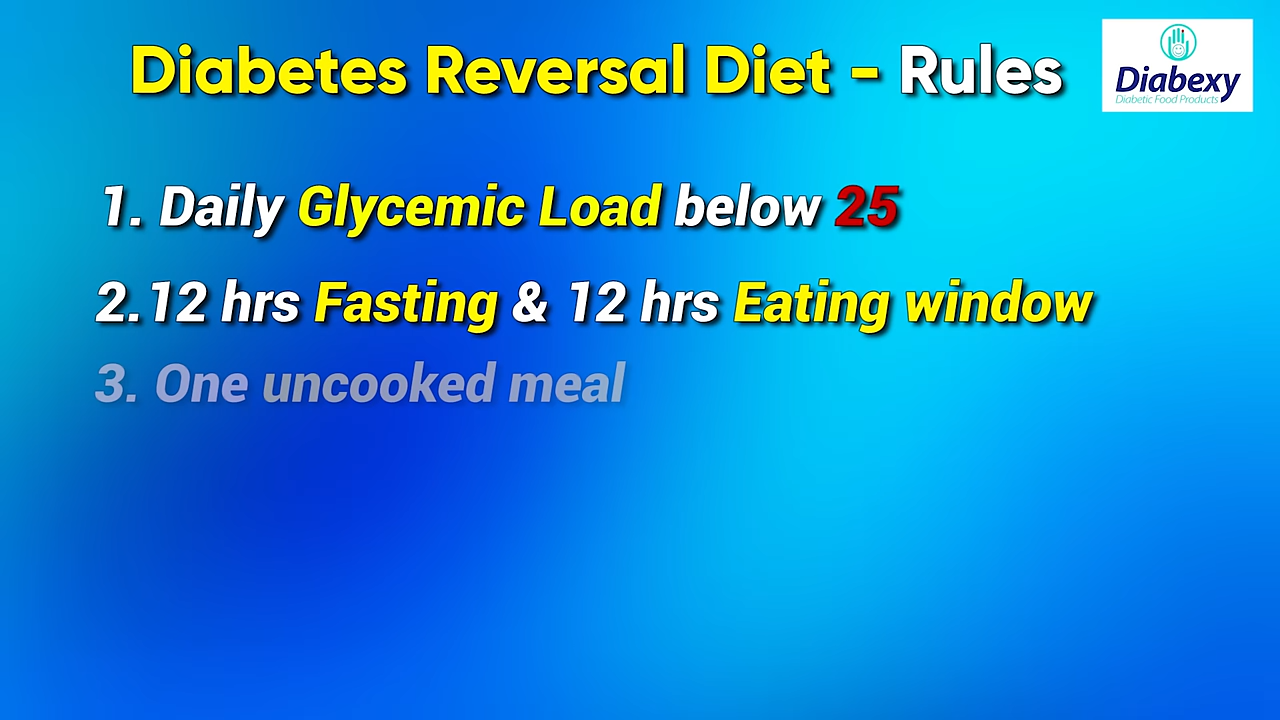 Diabetes Reversal Diet - Rules
Diabexy
Diabetic Food Products
1. Daily Glycemic Load below 25
2. 12 hrs Fasting & 12 hrs Eating window
3. One uncooked meal